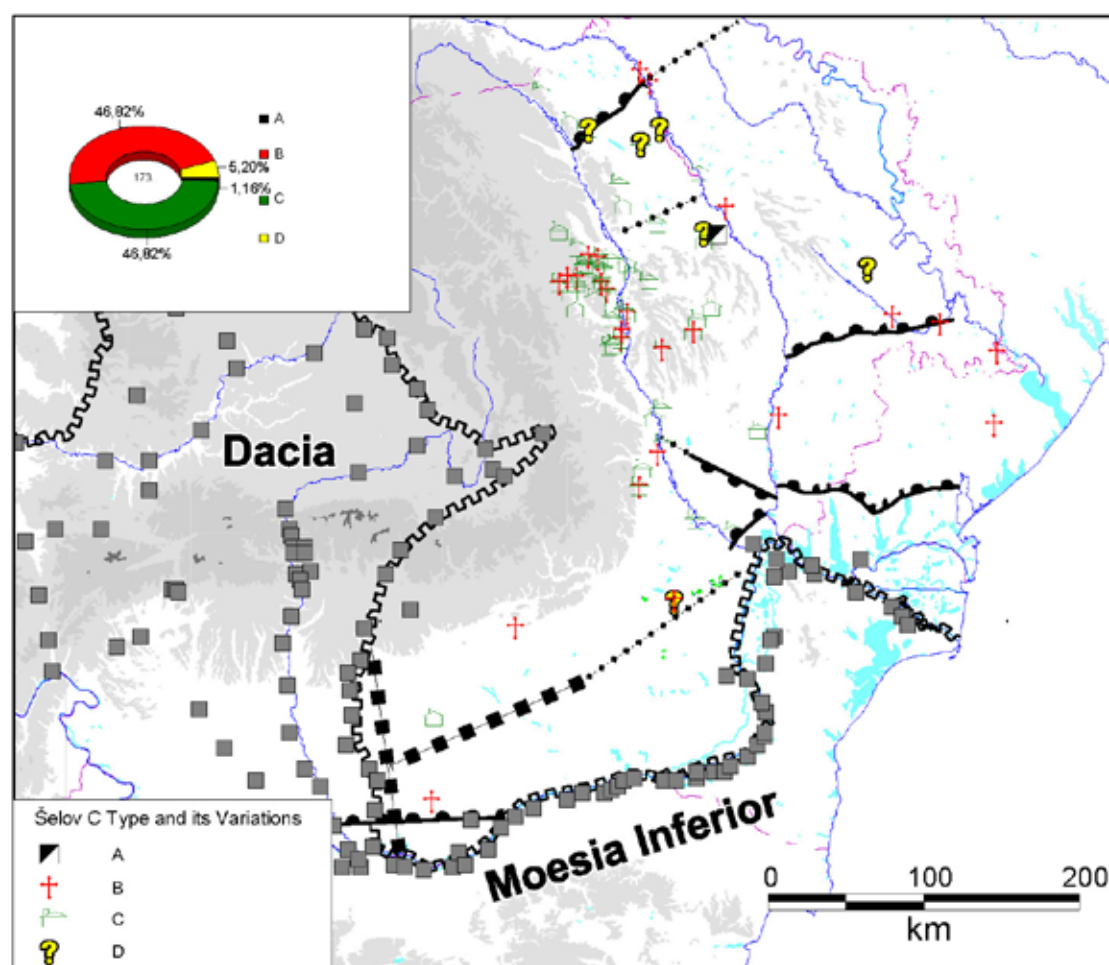 46,82%
A
B
5,20%
173
1,16%
C
46,82%
D
Dacia
Moesia Inferior
Šelov C Type and its Variations
A
B
C
D
0 100 200
km